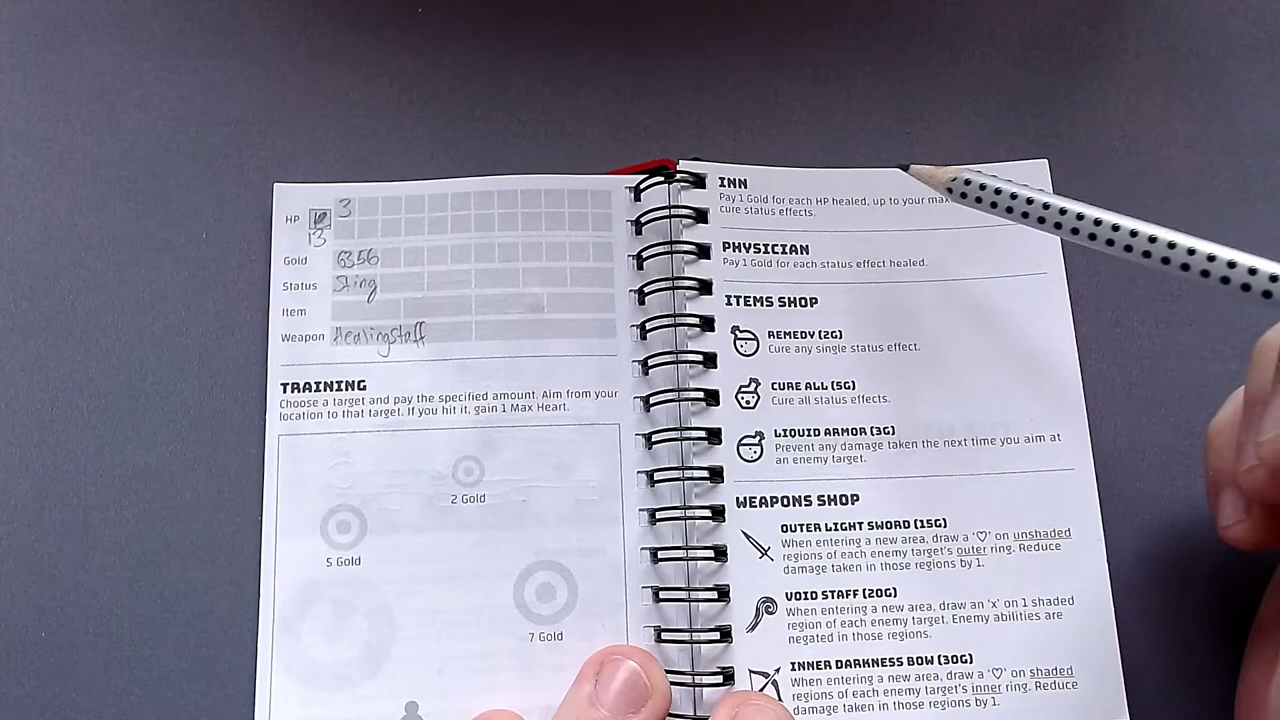 HP 10 3
13
Gold 6356
Status Sting
Item
Weapon Healingstaff
TRAINING
Choose a target and pay the specified amount. Aim from your
location to that target. If you hit it, gain 1 Max Heart.
2 Gold
5 Gold
7 Gold
INN
Pay 1 Gold for each HP healed, up to your max
cure status effects.
PHYSICIAN
Pay 1 Gold for each status effect healed.
ITEMS SHOP
REMEDY (2G)
Cure any single status effect.
CURE ALL (5G)
Cure all status effects.
LIQUID ARMOR (3G)
Prevent any damage taken the next time you aim at
an enemy target.
WEAPONS SHOP
OUTER LIGHT SWORD (15G)
When entering a new area, draw a '♡' on unshaded
regions of each enemy target's outer ring. Reduce
damage taken in those regions by 1.
VOID STAFF (20G)
When entering a new area, draw an 'x' on 1 shaded
region of each enemy target. Enemy abilities are
negated in those regions.
INNER DARKNESS BOW (30G)
When entering a new area, draw a '♡' on shaded
regions of each enemy target's inner ring. Reduce
damage taken in those regions by 1.